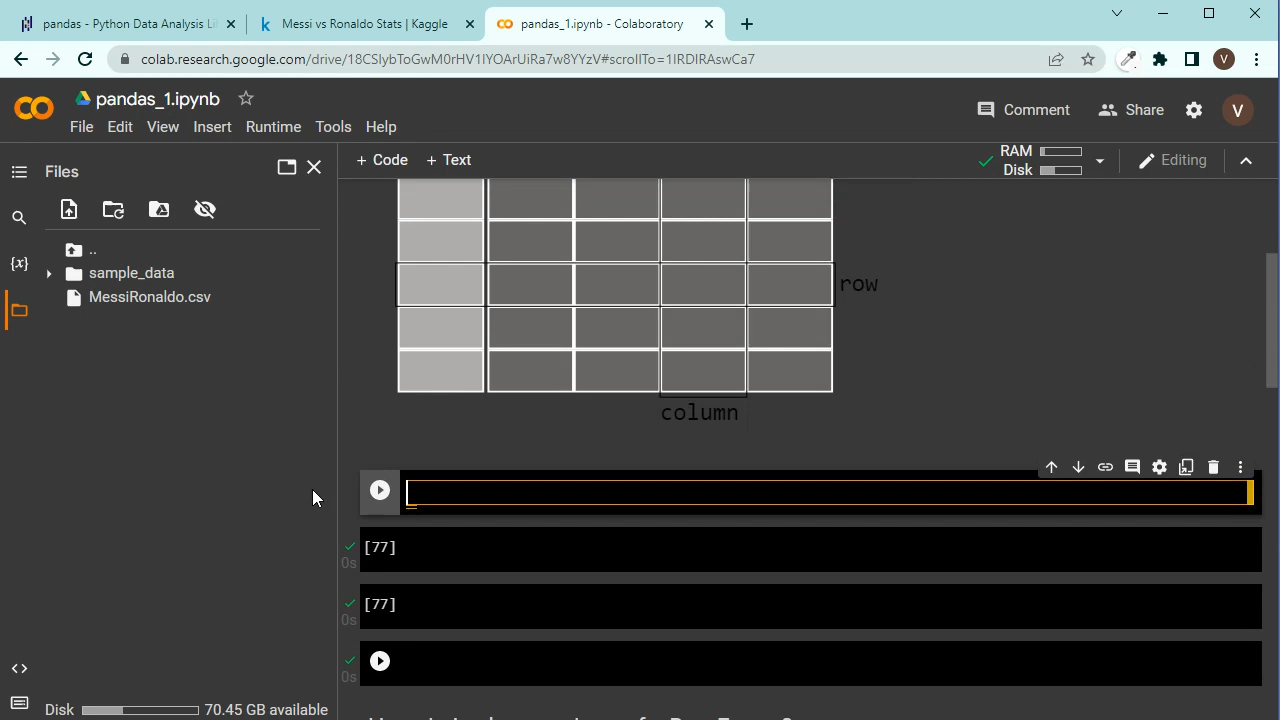 pandas - Python Data Analysis Li
Messi vs Ronaldo Stats | Kaggle
pandas_1.ipynb - Colaboratory
colab.research.google.com/drive/18CSIybToGwM0rHV1IYOArUiRa7w8YYzV#scrollTo=1IRDIRAswCa7
V
pandas_1.ipynb
Comment Share V
File Edit View Insert Runtime Tools Help
Files
+ Code + Text
RAM
Disk
Editing
..
{x}
sample_data
MessiRonaldo.csv
row
column
[77]
0s
[77]
0s
0s
Disk 70.45 GB available